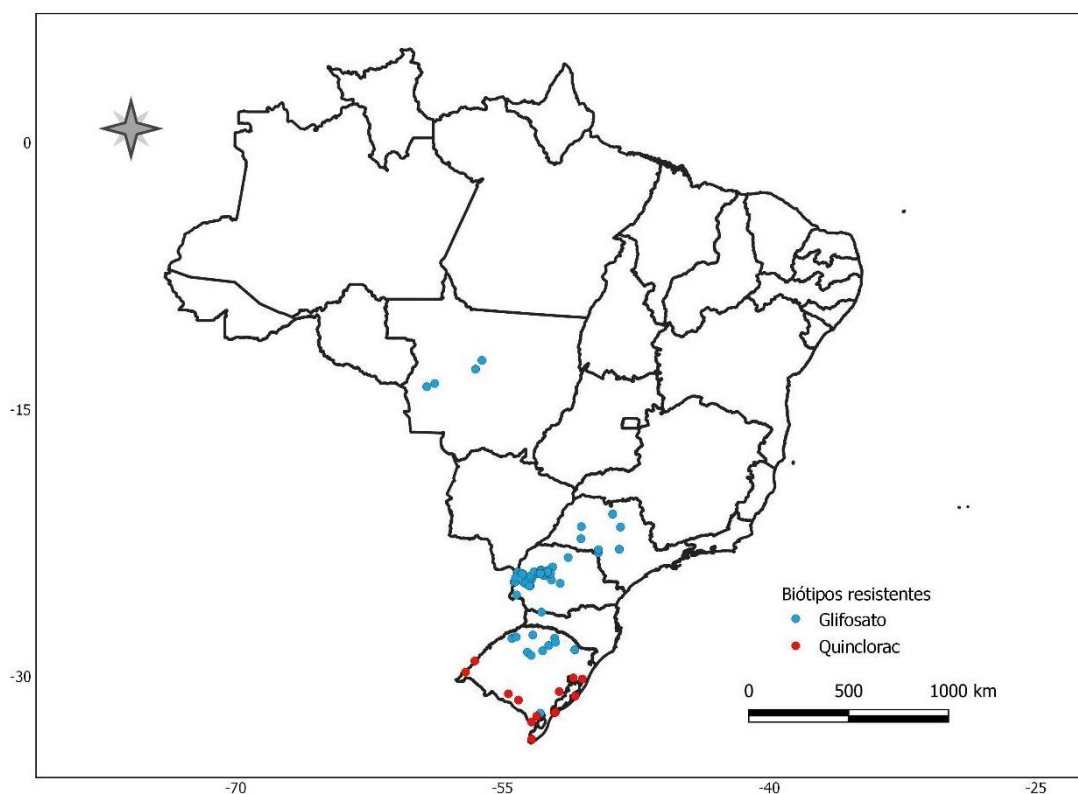 0
-15
-30
Biótipos resistentes
Glifosato
Quinclorac
0 500 1000 km
-70 -55 -40 -25